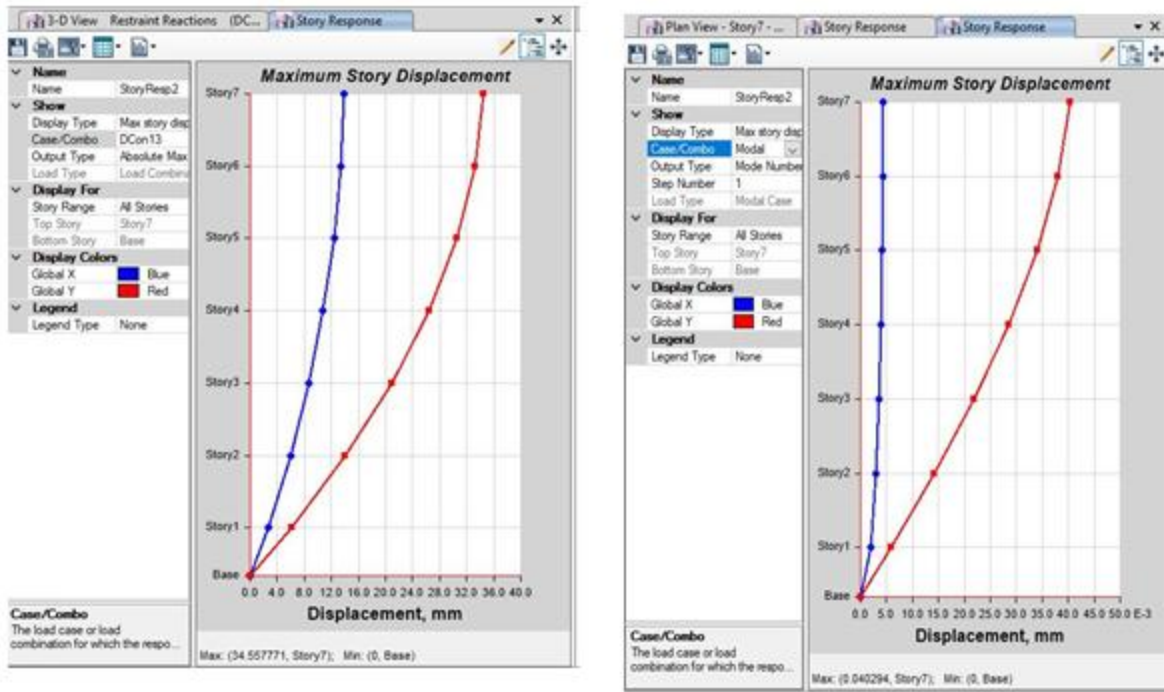 3-D View Restraint Reactions (DC...
Story Response
Name
Name StoryResp2
Show
Display Type Max story disp
Case/Combo DCon13
Output Type Absolute Max
Load Type Load Combina
Display For
Story Range All Stories
Top Story Story7
Bottom Story Base
Display Colors
Global X Blue
Global Y Red
Legend
Legend Type None
Case/Combo
The load case or load
combination for which the respo...
Maximum Story Displacement
Story7
Story6
Story5
Story4
Story3
Story2
Story1
Base
0.0 4.0 8.0 12.0 16.0 20.0 24.0 28.0 32.0 36.0 40.0
Displacement, mm
Max: (34.557771, Story7); Min: (0, Base)
Plan View - Story7 - ...
Story Response
Story Response
Name
Name StoryResp2
Show
Display Type Max story disp
Case/Combo Modal
Output Type Mode Number
Step Number 1
Load Type Modal Case
Display For
Story Range All Stories
Top Story Story7
Bottom Story Base
Display Colors
Global X Blue
Global Y Red
Legend
Legend Type None
Case/Combo
The load case or load
combination for which the respo...
Maximum Story Displacement
Story7
Story6
Story5
Story4
Story3
Story2
Story1
Base
0.0 5.0 10.0 15.0 20.0 25.0 30.0 35.0 40.0 45.0 50.0 E-3
Displacement, mm
Max: (0.040294, Story7); Min: (0, Base)